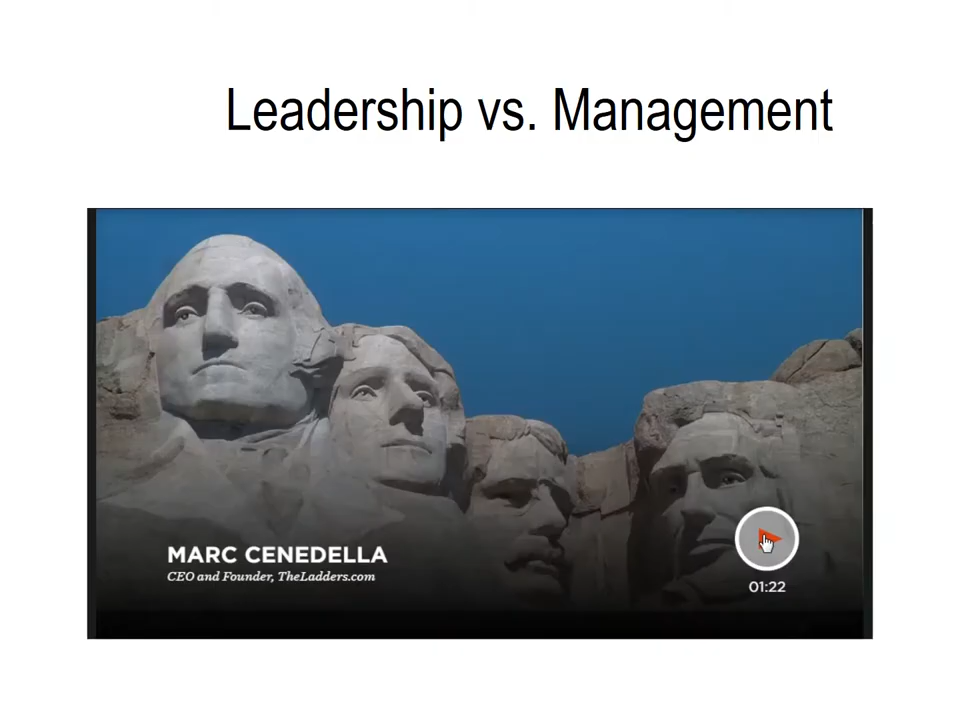 Leadership vs. Management
MARC CENEDELLA
CEO and Founder, TheLadders.com
01:22